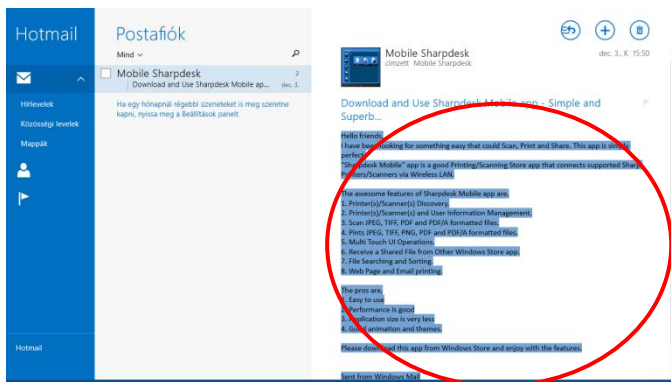 Hotmail
Hírlevelek
Közösségi levelek
Mappák
Hotmail
Postafiók
Mind
Mobile Sharpdesk 2
Download and Use Sharpdesk Mobile ap... dec. 3.
Ha egy hónapnál régebbi üzeneteket is meg szeretne
kapni, nyissa meg a Beállítások panelt
Mobile Sharpdesk
címzett Mobile Sharpdesk
dec. 3., K 15:50
Download and Use Sharpdesk Mobile app - Simple and
Superb...
Hello friends,
I have been looking for something easy that could Scan, Print and Share. This app is simply
perfect.
"Sharpdesk Mobile" app is a good Printing/Scanning Store app that connects supported Sharp
Printers/Scanners via Wireless LAN.
The awesome features of Sharpdesk Mobile app are,
1. Printer(s)/Scanner(s) Discovery.
2. Printer(s)/Scanner(s) and User Information Management.
3. Scan JPEG, TIFF, PDF and PDF/A formatted files.
4. Pints JPEG, TIFF, PNG, PDF and PDF/A formatted files.
5. Multi Touch UI Operations.
6. Receive a Shared File from Other Windows Store app.
7. File Searching and Sorting.
8. Web Page and Email printing.
The pros are,
1. Easy to use
2. Performance is good
3. Application size is very less
4. Good animation and themes.
Please download this app from Windows Store and enjoy with the features.
Sent from Windows Mail